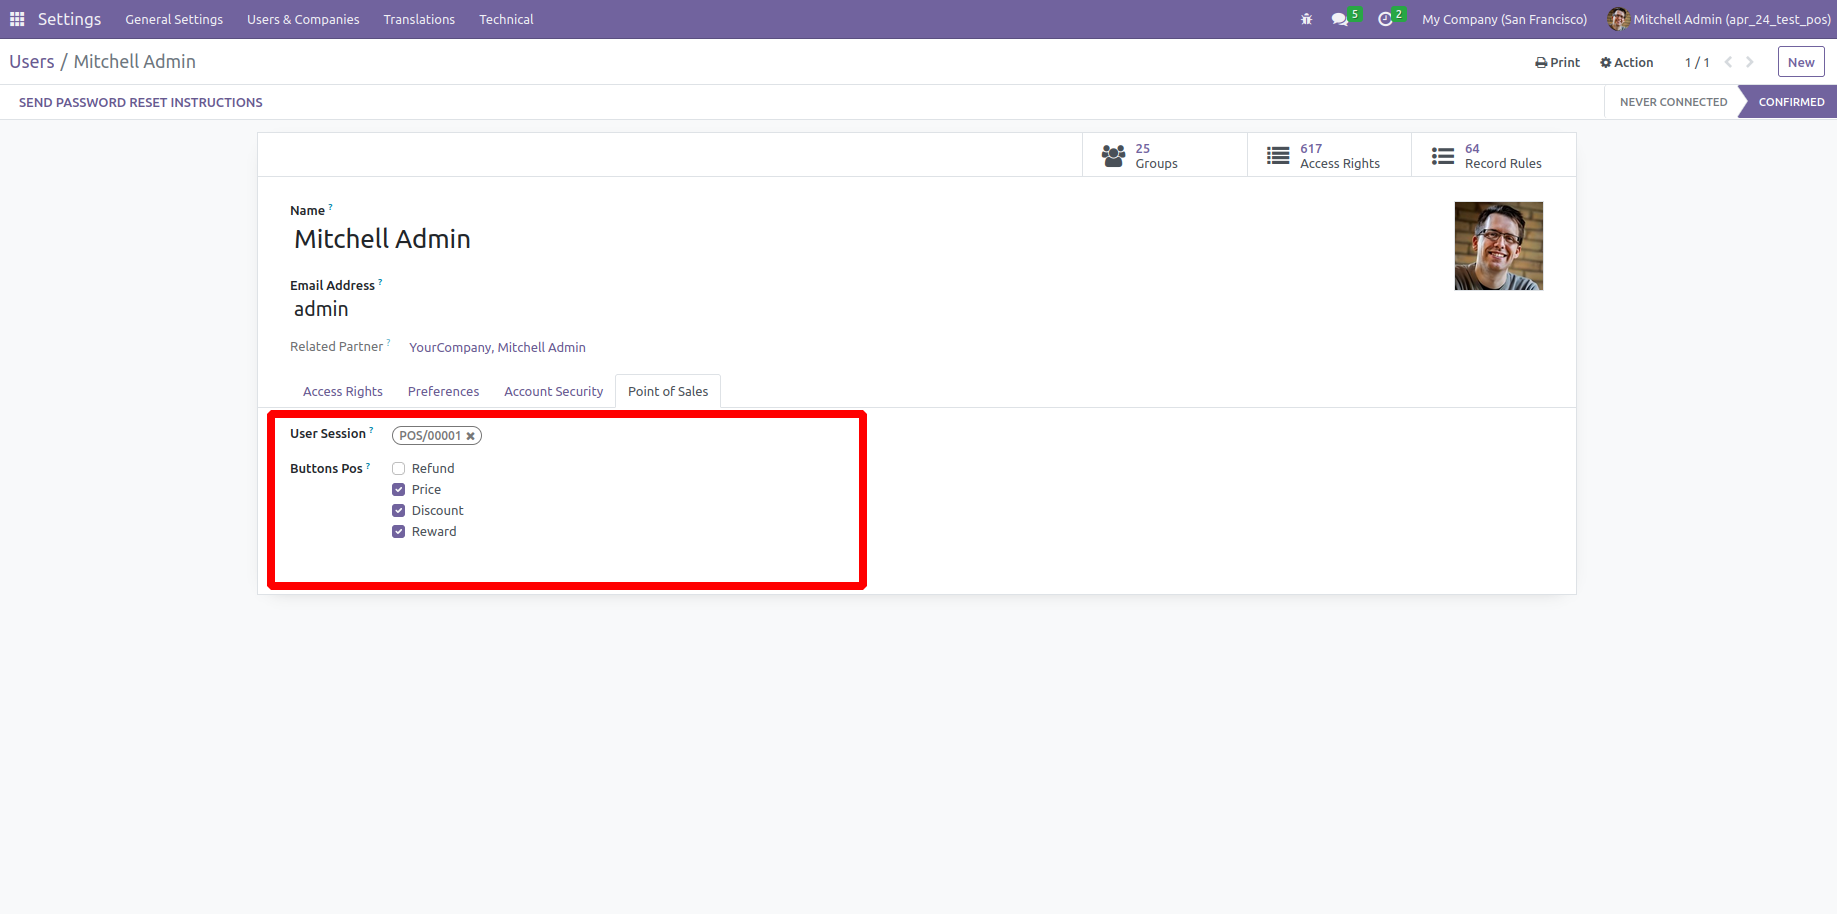 Settings General Settings Users & Companies Translations Technical 5 2 My Company (San Francisco) Mitchell Admin (apr_24_test_pos)
Users / Mitchell Admin Print Action 1 / 1 New
SEND PASSWORD RESET INSTRUCTIONS NEVER CONNECTED CONFIRMED
25 617 64
Groups Access Rights Record Rules
Name ?
Mitchell Admin
Email Address ?
admin
Related Partner ? YourCompany, Mitchell Admin
Access Rights Preferences Account Security Point of Sales
User Session ? POS/00001
Buttons Pos ? Refund
Price
Discount
Reward